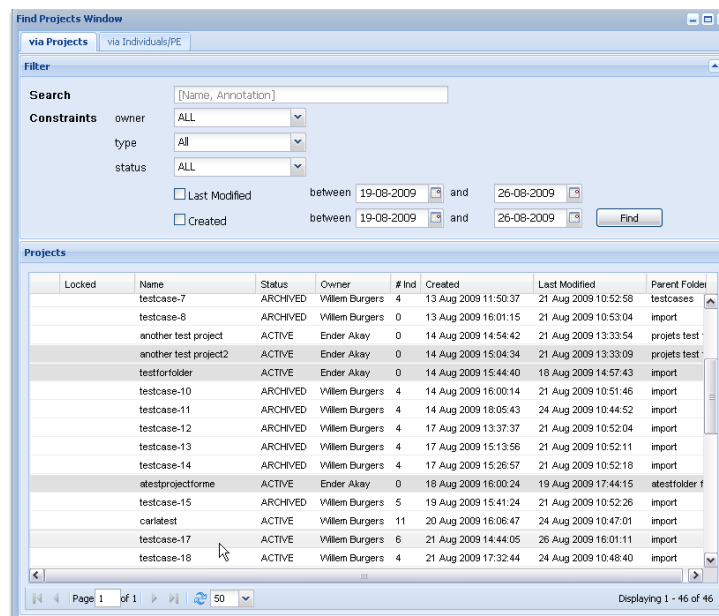 Find Projects Window
via Projects via Individuals/PE
Filter
Search [Name, Annotation]
Constraints owner ALL
type All
status ALL
Last Modified between 19-08-2009 and 26-08-2009
Created between 19-08-2009 and 26-08-2009 Find
Projects
Locked Name Status Owner # Ind Created Last Modified Parent Folder
testcase-7 ARCHIVED Willem Burgers 4 13 Aug 2009 11:50:37 21 Aug 2009 10:52:58 testcases
testcase-8 ARCHIVED Willem Burgers 0 13 Aug 2009 16:01:15 21 Aug 2009 10:53:04 import
another test project ACTIVE Ender Akay 0 14 Aug 2009 14:54:42 21 Aug 2009 13:33:54 projets test
another test project2 ACTIVE Ender Akay 0 14 Aug 2009 15:04:34 21 Aug 2009 13:33:09 projets test
testforfolder ACTIVE Ender Akay 0 14 Aug 2009 15:44:40 18 Aug 2009 14:57:43 import
testcase-10 ARCHIVED Willem Burgers 4 14 Aug 2009 16:00:14 21 Aug 2009 10:51:46 import
testcase-11 ARCHIVED Willem Burgers 4 14 Aug 2009 18:05:43 24 Aug 2009 10:44:52 import
testcase-12 ARCHIVED Willem Burgers 4 17 Aug 2009 13:37:37 21 Aug 2009 10:52:04 import
testcase-13 ARCHIVED Willem Burgers 4 17 Aug 2009 15:13:56 21 Aug 2009 10:52:11 import
testcase-14 ARCHIVED Willem Burgers 4 17 Aug 2009 15:26:57 21 Aug 2009 10:52:18 import
atestprojectforme ACTIVE Ender Akay 0 18 Aug 2009 16:00:24 19 Aug 2009 17:44:15 atestfolder f
testcase-15 ARCHIVED Willem Burgers 5 19 Aug 2009 15:41:24 21 Aug 2009 10:52:26 import
carlatest ACTIVE Willem Burgers 11 20 Aug 2009 16:06:47 24 Aug 2009 10:47:01 import
testcase-17 ACTIVE Willem Burgers 6 21 Aug 2009 14:44:05 26 Aug 2009 16:01:11 import
testcase-18 ACTIVE Willem Burgers 4 21 Aug 2009 17:32:44 24 Aug 2009 10:48:40 import
Page 1 of 1 50 Displaying 1 - 46 of 46